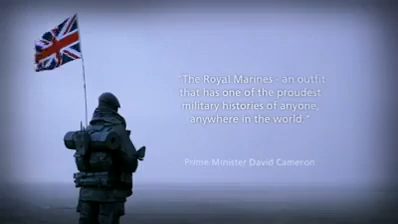 "The Royal Marines - an outfit
that has one of the proudest
military histories of anyone,
anywhere in the world."
Prime Minister David Cameron